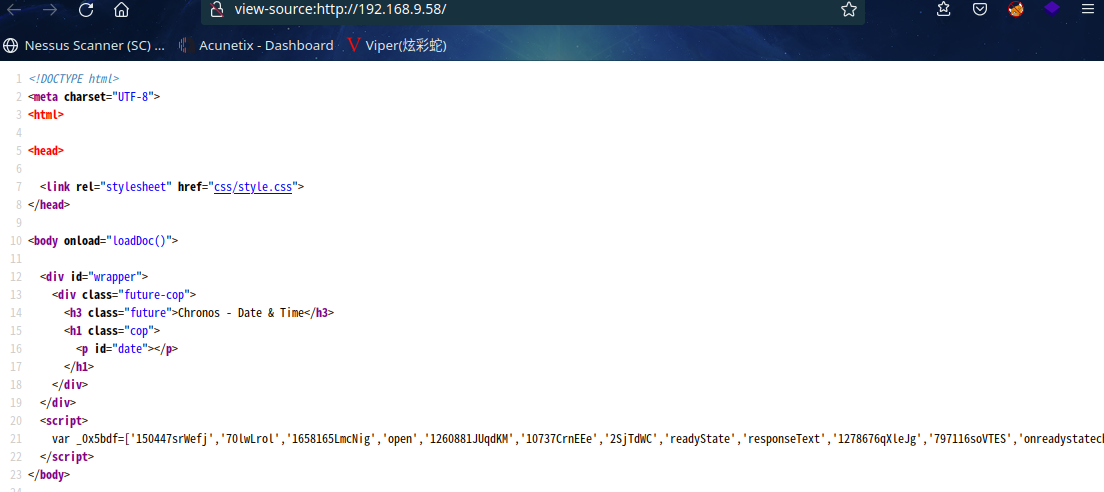 view-source:http://192.168.9.58/
Nessus Scanner (SC) ... Acunetix - Dashboard Viper(炫彩蛇)
1 <!DOCTYPE html>
2 <meta charset="UTF-8">
3 <html>
4
5 <head>
6
7 <link rel="stylesheet" href="css/style.css">
8 </head>
9
10 <body onload="loadDoc()">
11
12 <div id="wrapper">
13 <div class="future-cop">
14 <h3 class="future">Chronos - Date & Time</h3>
15 <h1 class="cop">
16 <p id="date"></p>
17 </h1>
18 </div>
19 </div>
20 <script>
21 var _0x5bdf=['150447srWefj','70lwLrol','1658165LmcNig','open','1260881JUqdKM','10737CrnEEe','2SjTdWC','readyState','responseText','1278676qXleJg','797116soVTES','onreadystatech
22 </script>
23 </body>
24